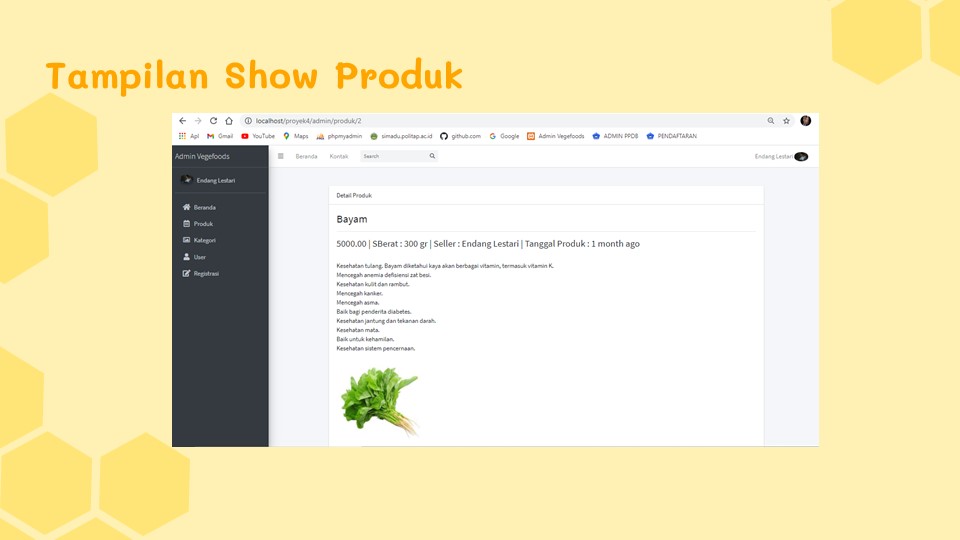 Tampilan Show Produk
localhost/proyek4/admin/produk/2
Apl Gmail YouTube Maps phpmyadmin simadu.politap.ac.id github.com Google Admin Vegefoods ADMIN PPDB PENDAFTARAN
Admin Vegefoods
Beranda Kontak Search Endang Lestari
Endang Lestari
Beranda
Produk
Kategori
User
Registrasi
Detail Produk
Bayam
5000.00 | SBerat : 300 gr | Seller : Endang Lestari | Tanggal Produk : 1 month ago
Kesehatan tulang. Bayam diketahui kaya akan berbagai vitamin, termasuk vitamin K.
Mencegah anemia defisiensi zat besi.
Kesehatan kulit dan rambut.
Mencegah kanker.
Mencegah asma.
Baik bagi penderita diabetes.
Kesehatan jantung dan tekanan darah.
Kesehatan mata.
Baik untuk kehamilan.
Kesehatan sistem pencernaan.